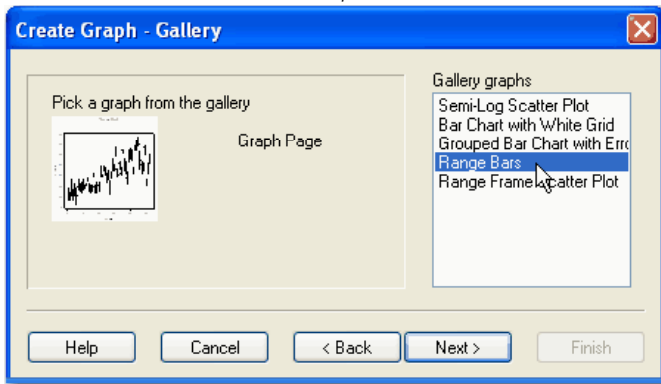 Create Graph - Gallery
Pick a graph from the gallery
Graph Page
Gallery graphs
Semi-Log Scatter Plot
Bar Chart with White Grid
Grouped Bar Chart with Erro
Range Bars
Range Frame Scatter Plot
Help
Cancel
< Back
Next >
Finish